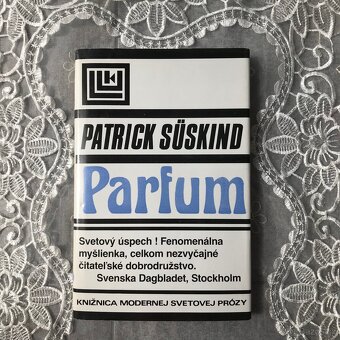 PATRICK SÜSKIND
Parfum
Svetový úspech ! Fenomenálna
myšlienka, celkom nezvyčajné
čitateľské dobrodružstvo.
Svenska Dagbladet, Stockholm
KNIŽNICA MODERNEJ SVETOVEJ PRÓZY